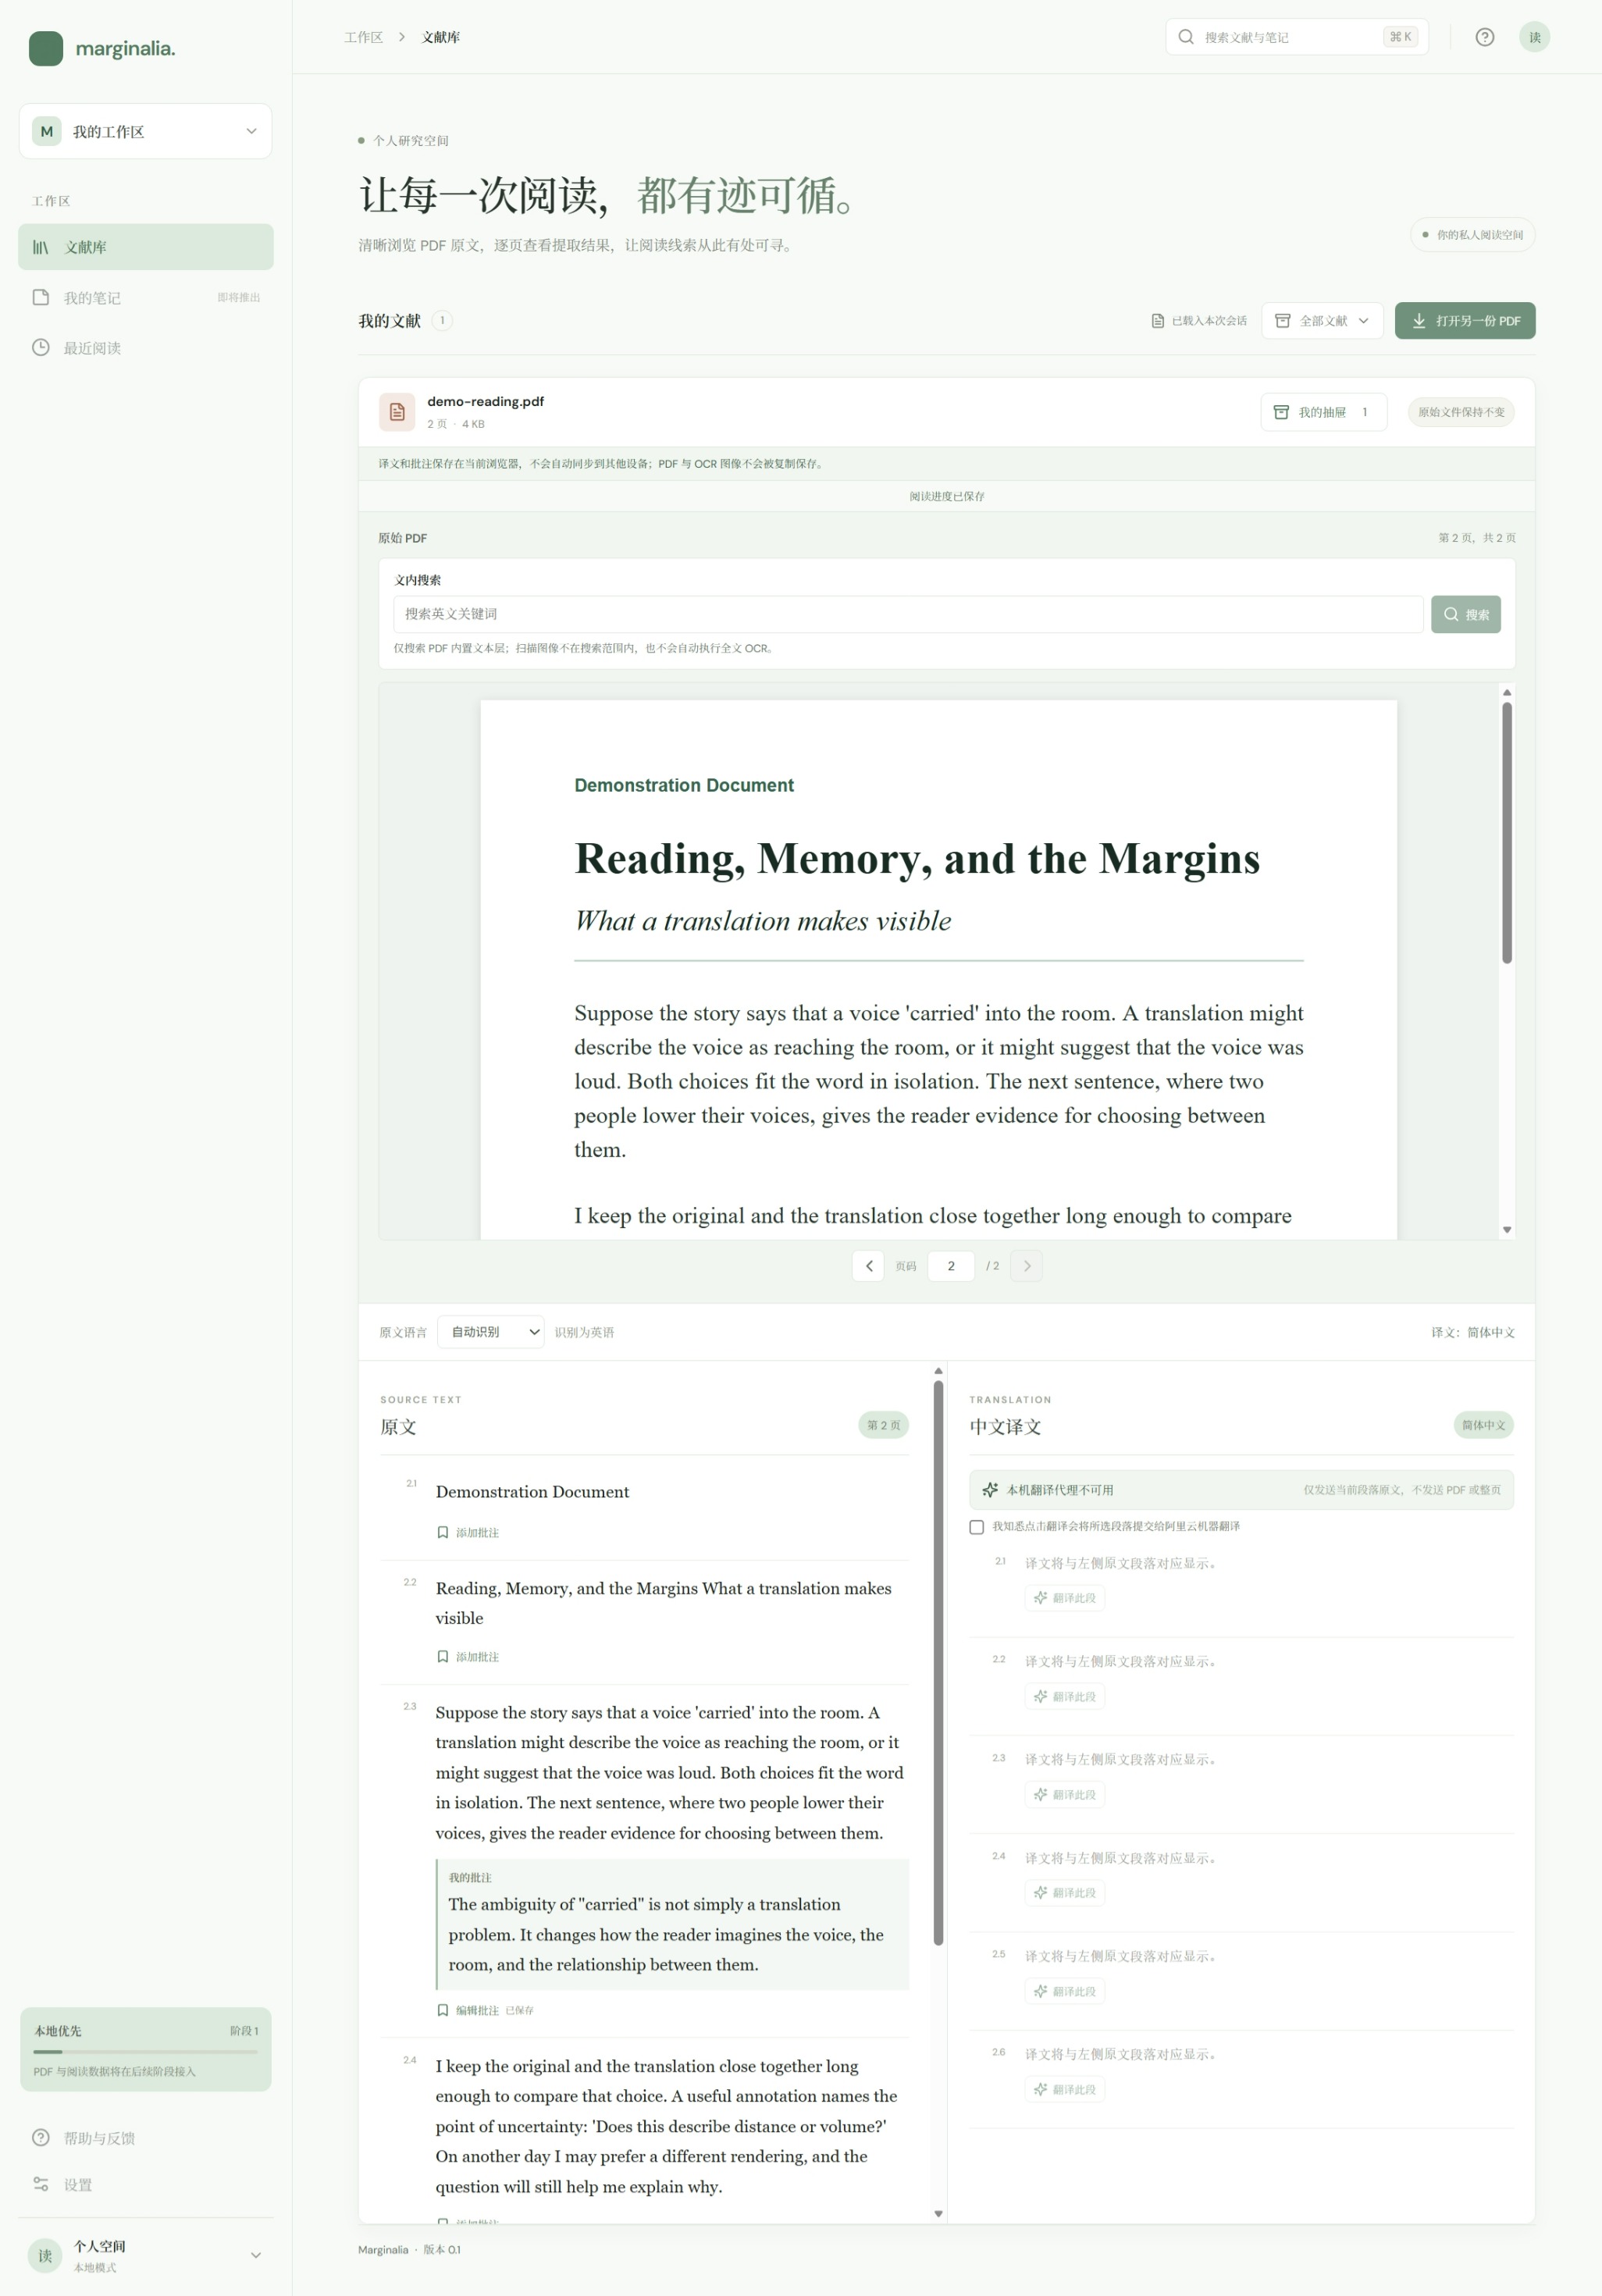 marginalia.
M 我的工作区
工作区
文献库
我的笔记 即将推出
最近阅读
本地优先 阶段 1
PDF 与阅读数据将在后续阶段接入
帮助与反馈
设置
读 个人空间
本地模式
工作区 文献库
搜索文献与笔记 ⌘ K
读
个人研究空间
让每一次阅读，都有迹可循。
清晰浏览 PDF 原文，逐页查看提取结果，让阅读线索从此有处可寻。
你的私人阅读空间
我的文献 1
已载入本次会话
全部文献
打开另一份 PDF
demo-reading.pdf
2 页 · 4 KB
我的抽屉 1
原始文件保持不变
译文和批注保存在当前浏览器，不会自动同步到其他设备；PDF 与 OCR 图像不会被复制保存。
阅读进度已保存
原始 PDF
第 2 页，共 2 页
文内搜索
搜索英文关键词
搜索
仅搜索 PDF 内置文本层；扫描图像不在搜索范围内，也不会自动执行全文 OCR。
Demonstration Document
Reading, Memory, and the Margins
What a translation makes visible
Suppose the story says that a voice 'carried' into the room. A translation might
describe the voice as reaching the room, or it might suggest that the voice was
loud. Both choices fit the word in isolation. The next sentence, where two
people lower their voices, gives the reader evidence for choosing between
them.
I keep the original and the translation close together long enough to compare
页码 2 / 2
原文语言 自动识别 识别为英语
译文：简体中文
SOURCE TEXT
原文
第 2 页
2.1 Demonstration Document
添加批注
2.2 Reading, Memory, and the Margins What a translation makes
visible
添加批注
2.3 Suppose the story says that a voice 'carried' into the room. A
translation might describe the voice as reaching the room, or it
might suggest that the voice was loud. Both choices fit the word
in isolation. The next sentence, where two people lower their
voices, gives the reader evidence for choosing between them.
我的批注
The ambiguity of "carried" is not simply a translation
problem. It changes how the reader imagines the voice, the
room, and the relationship between them.
编辑批注 已保存
2.4 I keep the original and the translation close together long
enough to compare that choice. A useful annotation names the
point of uncertainty: 'Does this describe distance or volume?'
On another day I may prefer a different rendering, and the
question will still help me explain why.
TRANSLATION
中文译文
简体中文
本机翻译代理不可用
仅发送当前段落原文，不发送 PDF 或整页
我知悉点击翻译会将所选段落提交给阿里云机器翻译
2.1 译文将与左侧原文段落对应显示。
翻译此段
2.2 译文将与左侧原文段落对应显示。
翻译此段
2.3 译文将与左侧原文段落对应显示。
翻译此段
2.4 译文将与左侧原文段落对应显示。
翻译此段
2.5 译文将与左侧原文段落对应显示。
翻译此段
2.6 译文将与左侧原文段落对应显示。
翻译此段
Marginalia · 版本 0.1